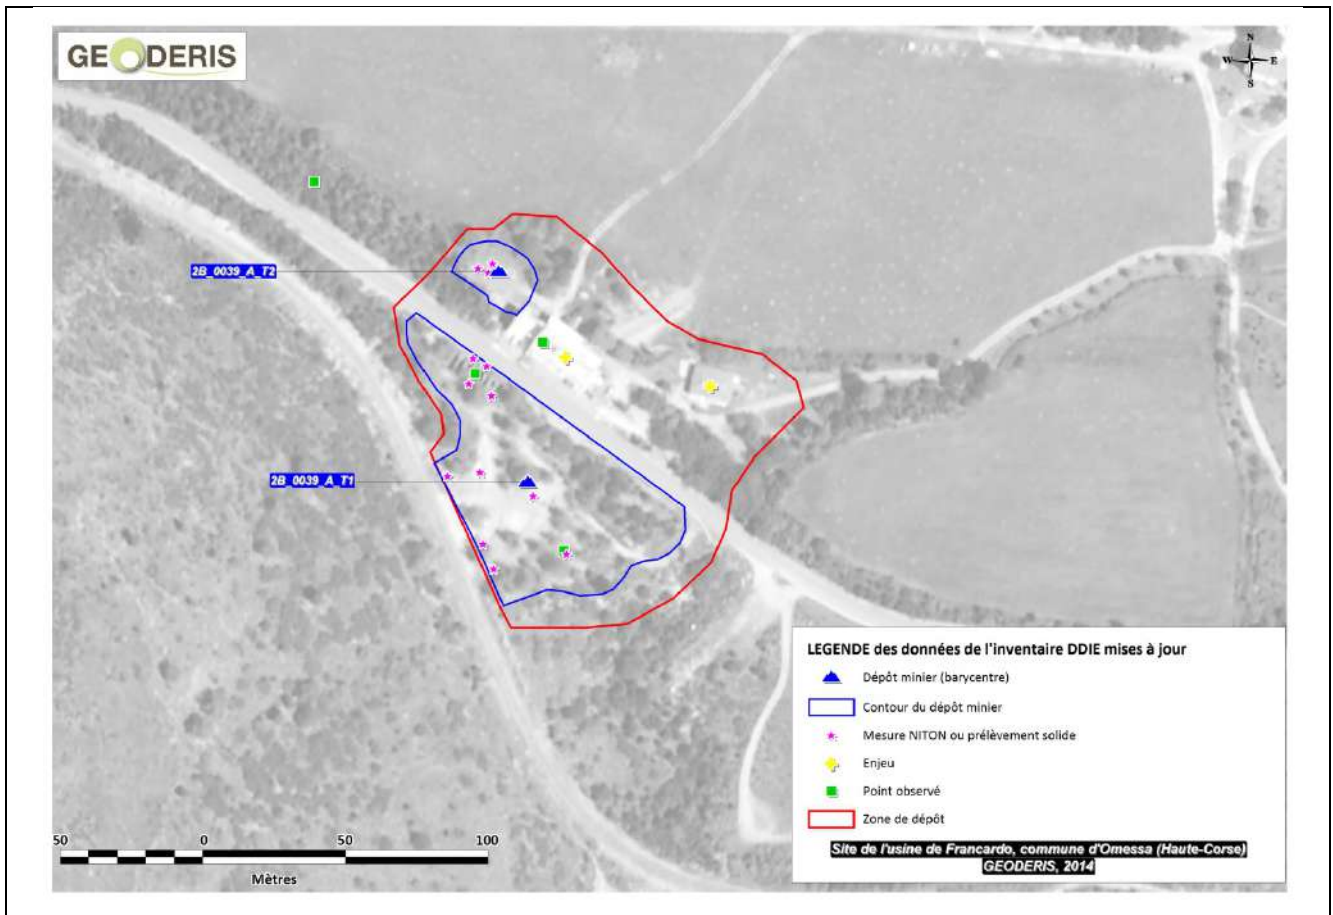 GEODERIS
N
W E
S
2B_0039_A_T2
2B_0039_A_T1
LEGENDE des données de l'inventaire DDIE mises à jour
Dépôt minier (barycentre)
Contour du dépôt minier
Mesure NITON ou prélèvement solide
Enjeu
Point observé
Zone de dépôt
50 0 50 100
Mètres
Site de l'usine de Francardo, commune d'Omessa (Haute-Corse)
GEODERIS, 2014